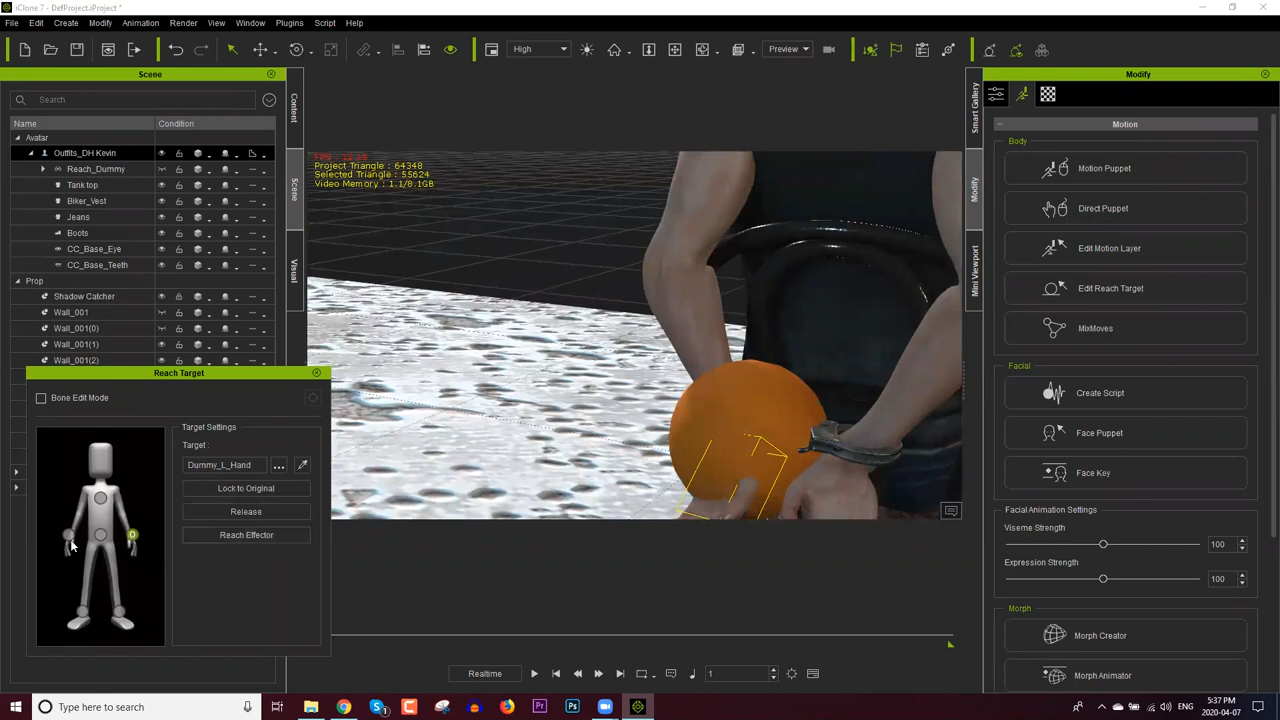 iClone 7 - DefProject.iProject *
File Edit Create Modify Animation Render View Window Plugins Script Help
High
Preview
Scene
Search
Name Condition
Avatar
Outfits_DH Kevin
Reach_Dummy
Tank top
Biker_Vest
Jeans
Boots
CC_Base_Eye
CC_Base_Teeth
Prop
Shadow Catcher
Wall_001
Wall_001(0)
Wall_001(1)
Wall_001(2)
Content
Scene
Visual
Project Triangle : 64348
Selected Triangle : 55624
Video Memory : 1.1/8.1GB
Reach Target
Bone Edit Mode
Target Settings
Target :
Dummy_L_Hand
...
Lock to Original
Release
Reach Effector
Realtime
1
Smart Gallery
Modify
Mini Viewport
Modify
Motion
Body
Motion Puppet
Direct Puppet
Edit Motion Layer
Edit Reach Target
MixMoves
Facial
Create Script
Face Puppet
Face Key
Facial Animation Settings
Viseme Strength
100
Expression Strength
100
Morph
Morph Creator
Morph Animator
Type here to search
ENG
5:37 PM
2020-04-07